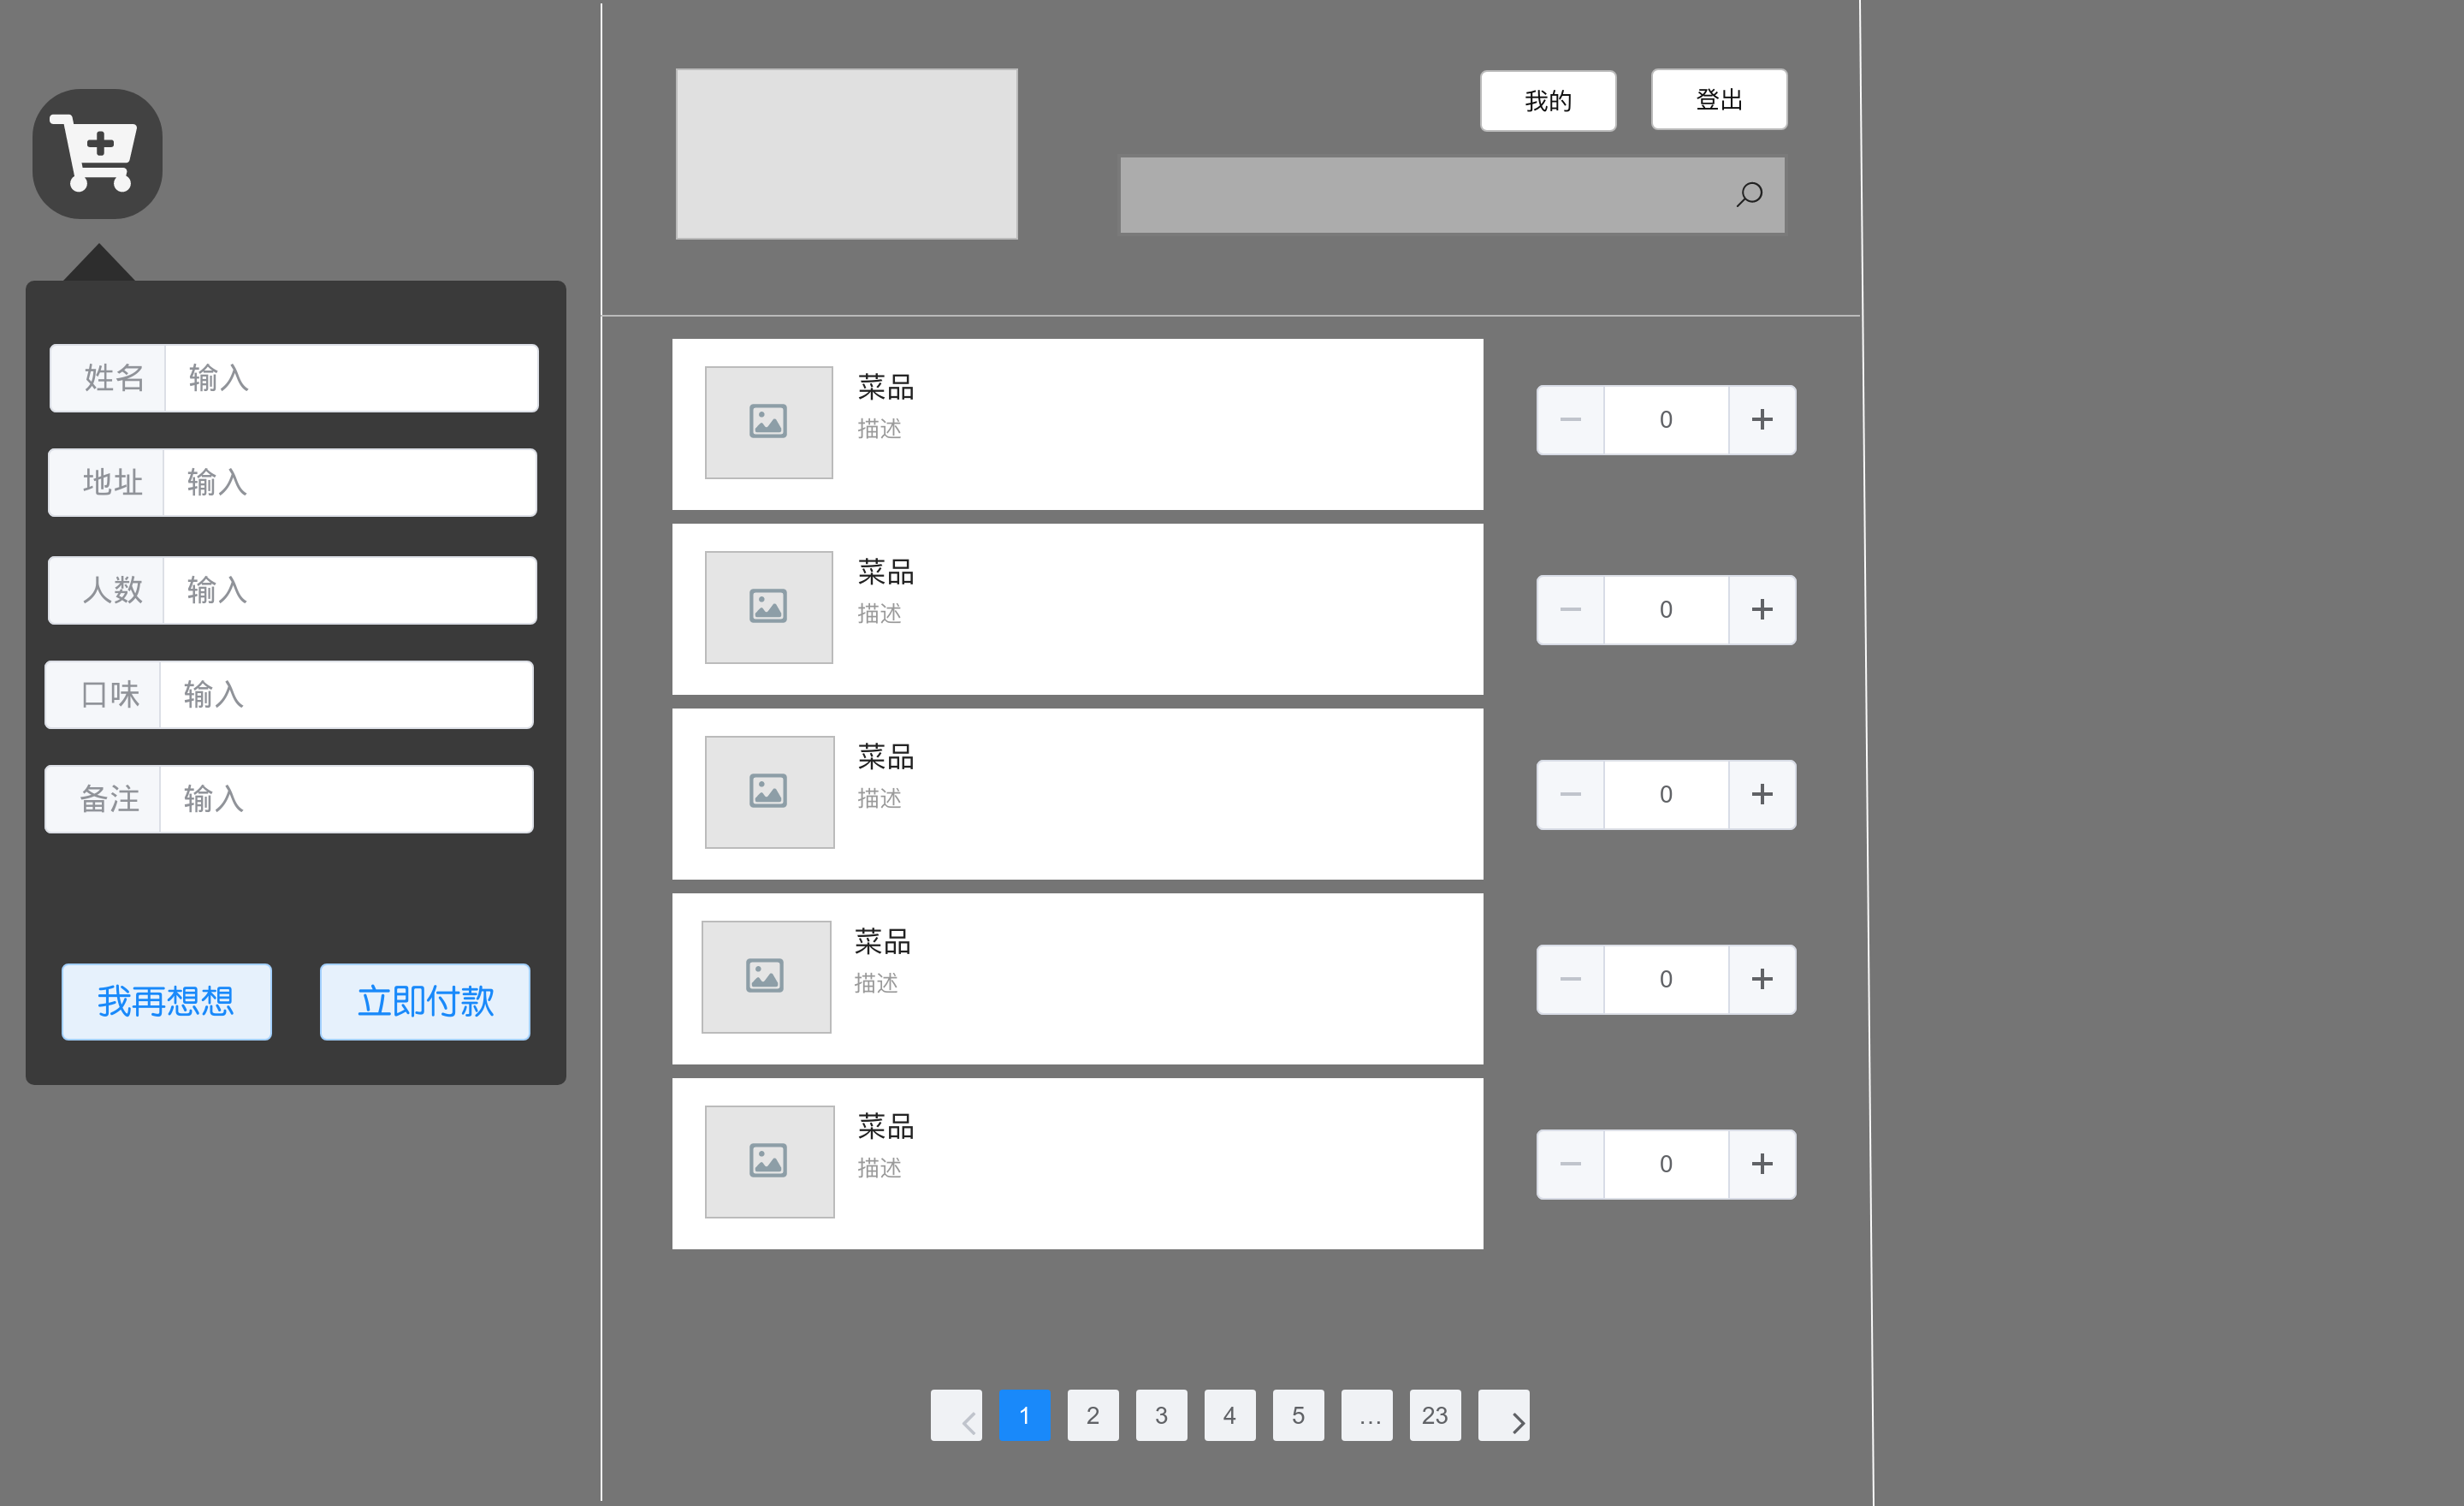 姓名 输入
地址 输入
人数 输入
口味 输入
备注 输入
我再想想 立即付款
我的 登出
菜品
描述
0
菜品
描述
0
菜品
描述
0
菜品
描述
0
菜品
描述
0
1 2 3 4 5 ... 23